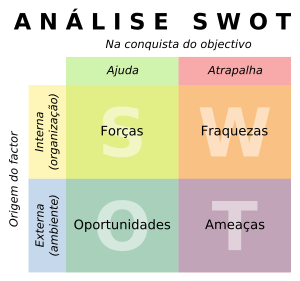 ANÁLISE SWOT
Na conquista do objectivo
Ajuda
Atrapalha
Origem do factor
Interna
(organização)
S
Forças
W
Fraquezas
Externa
(ambiente)
O
Oportunidades
T
Ameaças